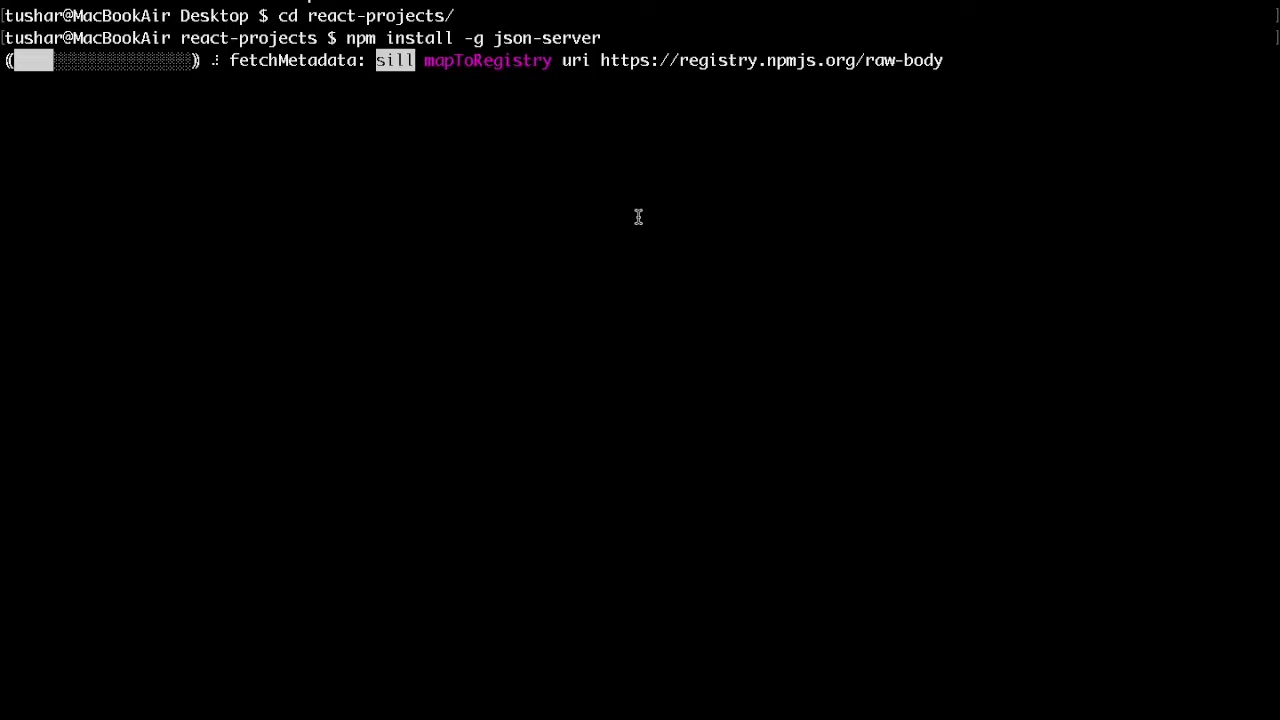 [tushar@MacBookAir Desktop $ cd react-projects/ ]
[tushar@MacBookAir react-projects $ npm install -g json-server ]
(░░░░░░░░░░░░░░░░░░) ⠼ fetchMetadata: sill mapToRegistry uri https://registry.npmjs.org/raw-body